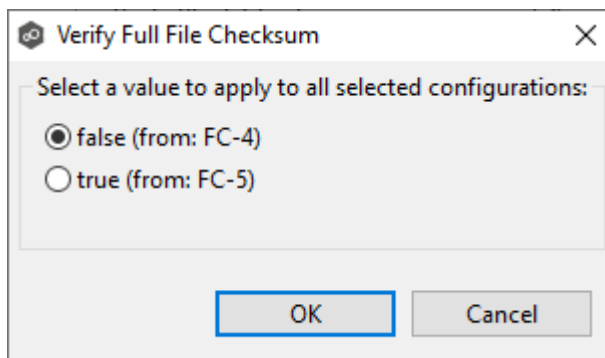 Verify Full File Checksum
Select a value to apply to all selected configurations:
false (from: FC-4)
true (from: FC-5)
OK
Cancel